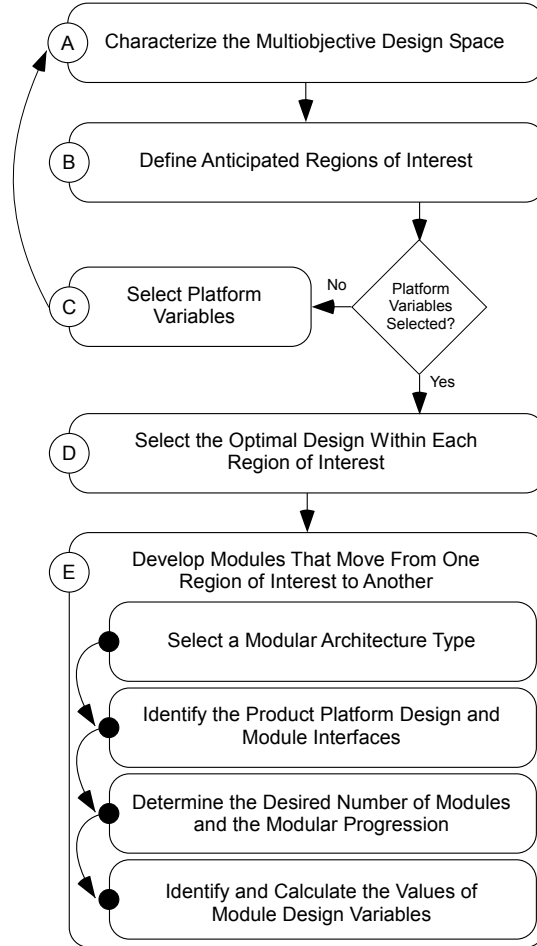 A
Characterize the Multiobjective Design Space
B
Define Anticipated Regions of Interest
C
Select Platform
Variables
No
Platform
Variables
Selected?
Yes
D
Select the Optimal Design Within Each
Region of Interest
E
Develop Modules That Move From One
Region of Interest to Another
Select a Modular Architecture Type
Identify the Product Platform Design and
Module Interfaces
Determine the Desired Number of Modules
and the Modular Progression
Identify and Calculate the Values of
Module Design Variables